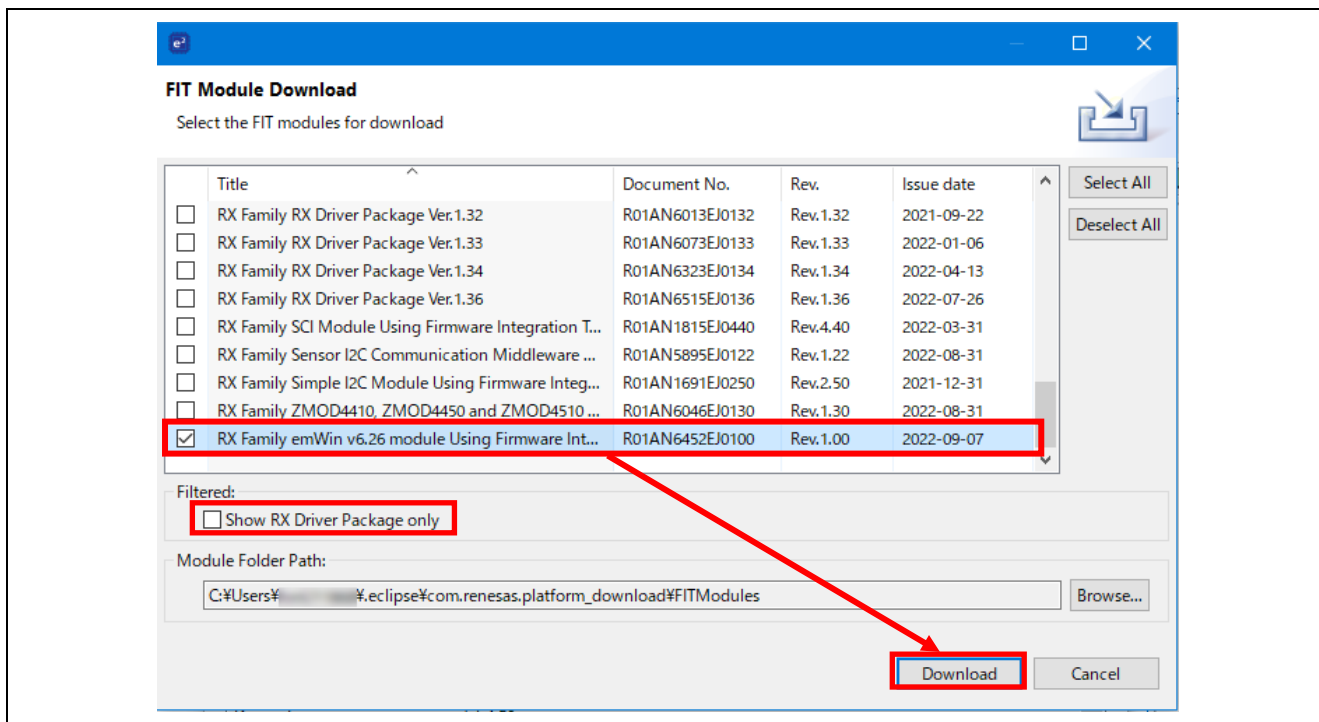 e²
FIT Module Download
Select the FIT modules for download
Title Document No. Rev. Issue date
Select All
RX Family RX Driver Package Ver.1.32 R01AN6013EJ0132 Rev.1.32 2021-09-22
Deselect All
RX Family RX Driver Package Ver.1.33 R01AN6073EJ0133 Rev.1.33 2022-01-06
RX Family RX Driver Package Ver.1.34 R01AN6323EJ0134 Rev.1.34 2022-04-13
RX Family RX Driver Package Ver.1.36 R01AN6515EJ0136 Rev.1.36 2022-07-26
RX Family SCI Module Using Firmware Integration T... R01AN1815EJ0440 Rev.4.40 2022-03-31
RX Family Sensor I2C Communication Middleware ... R01AN5895EJ0122 Rev.1.22 2022-08-31
RX Family Simple I2C Module Using Firmware Integ... R01AN1691EJ0250 Rev.2.50 2021-12-31
RX Family ZMOD4410, ZMOD4450 and ZMOD4510 ... R01AN6046EJ0130 Rev.1.30 2022-08-31
RX Family emWin v6.26 module Using Firmware Int... R01AN6452EJ0100 Rev.1.00 2022-09-07
Filtered:
Show RX Driver Package only
Module Folder Path:
C:¥Users¥ ¥.eclipse¥com.renesas.platform_download¥FITModules
Browse...
Download Cancel